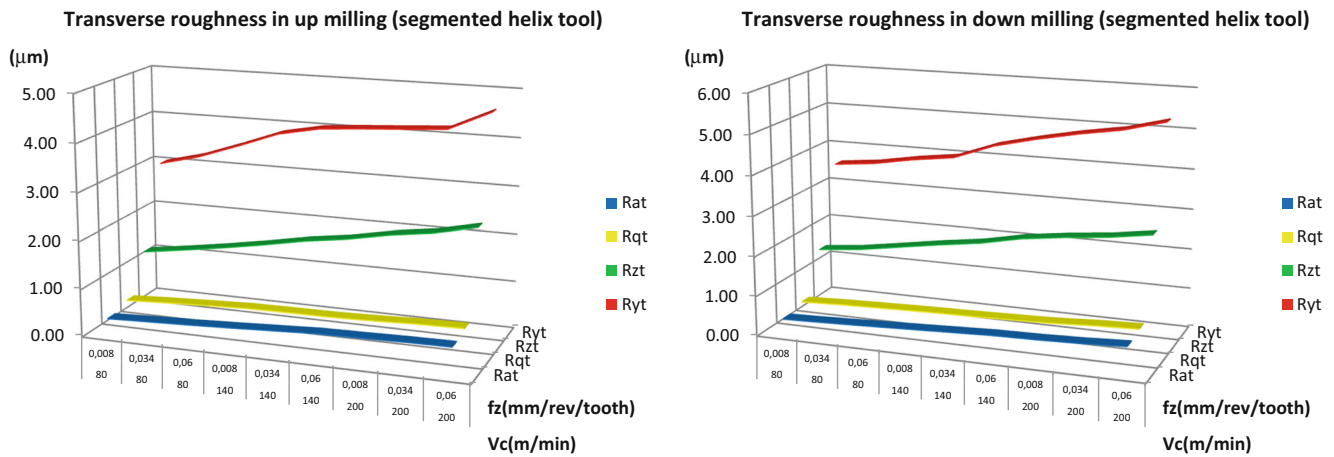 Transverse roughness in up milling (segmented helix tool)
(μm)
5.00
4.00
3.00
2.00
1.00
0.00
Rat
Rqt
Rzt
Ryt
Ryt
Rzt
Rqt
Rat
0,008 0,034 0,06 0,008 0,034 0,06 0,008 0,034 0,06
80 80 80 140 140 140 200 200 200
fz(mm/rev/tooth)
Vc(m/min)
Transverse roughness in down milling (segmented helix tool)
(μm)
6.00
5.00
4.00
3.00
2.00
1.00
0.00
Rat
Rqt
Rzt
Ryt
Ryt
Rzt
Rqt
Rat
0,008 0,034 0,06 0,008 0,034 0,06 0,008 0,034 0,06
80 80 80 140 140 140 200 200 200
fz(mm/rev/tooth)
Vc(m/min)